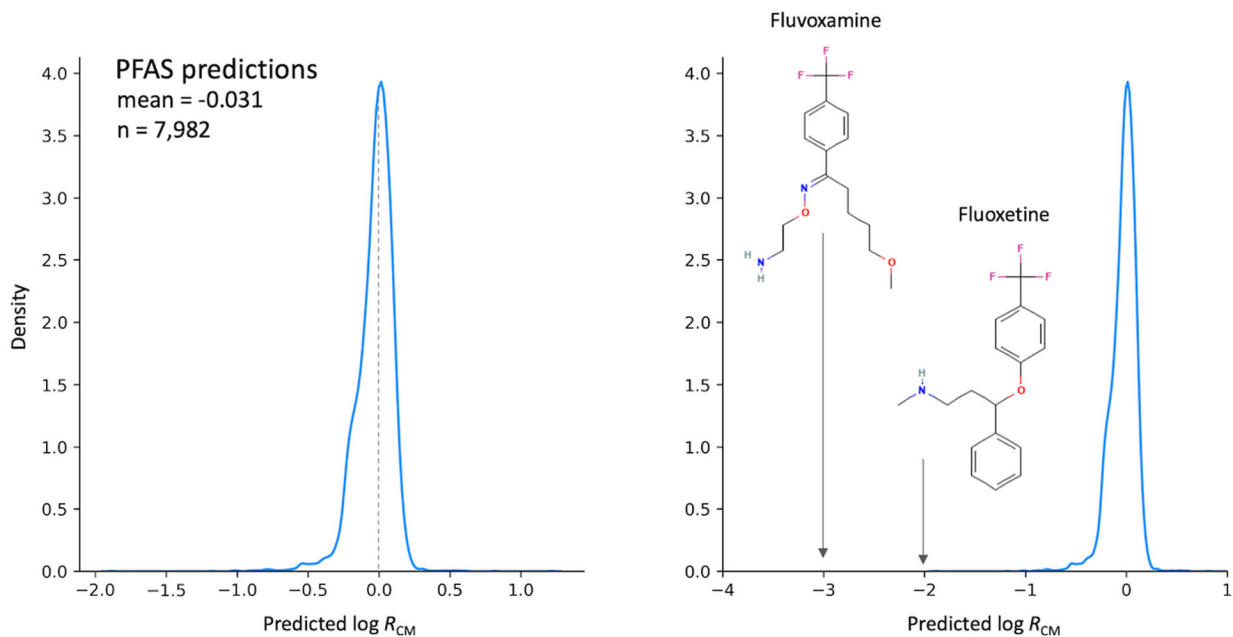 PFAS predictions
mean = -0.031
n = 7,982
Density
4.0
3.5
3.0
2.5
2.0
1.5
1.0
0.5
0.0
−2.0 −1.5 −1.0 −0.5 0.0 0.5 1.0
Predicted log RCM
Fluvoxamine
F
F F
N
O
H
N
H
O
Fluoxetine
F
F F
H
N
O
4.0
3.5
3.0
2.5
2.0
1.5
1.0
0.5
0.0
−4 −3 −2 −1 0 1
Predicted log RCM